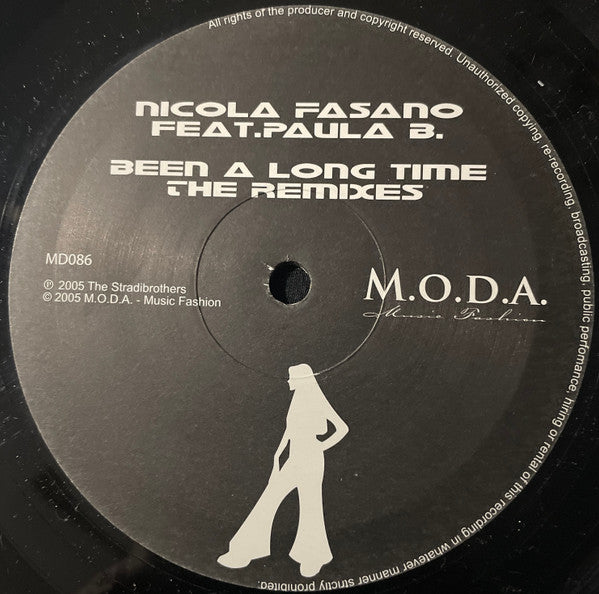 All rights of the producer and copyright reserved. Unauthorized copying, re-recording, broadcasting, public perfomance, hiring or rental of this recording in whatever manner strictly prohibited.
NICOLA FASANO
FEAT.PAULA B.
BEEN A LONG TIME
THE REMIXES
MD086
℗ 2005 The Stradibrothers
© 2005 M.O.D.A. - Music Fashion
M.O.D.A.
Music Fashion